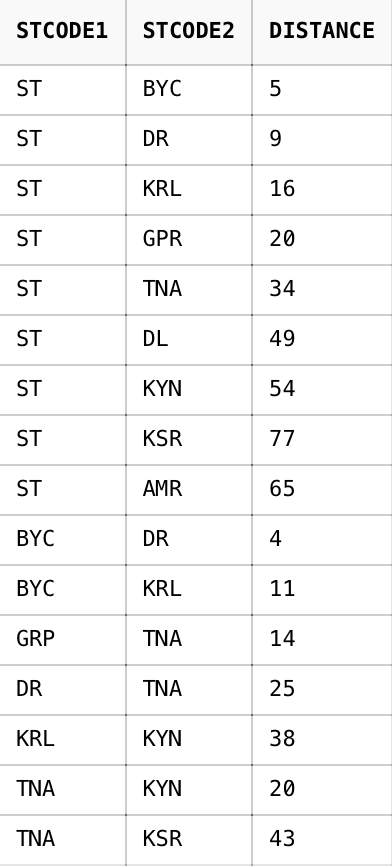 STCODE1 STCODE2 DISTANCE
ST BYC 5
ST DR 9
ST KRL 16
ST GPR 20
ST TNA 34
ST DL 49
ST KYN 54
ST KSR 77
ST AMR 65
BYC DR 4
BYC KRL 11
GRP TNA 14
DR TNA 25
KRL KYN 38
TNA KYN 20
TNA KSR 43